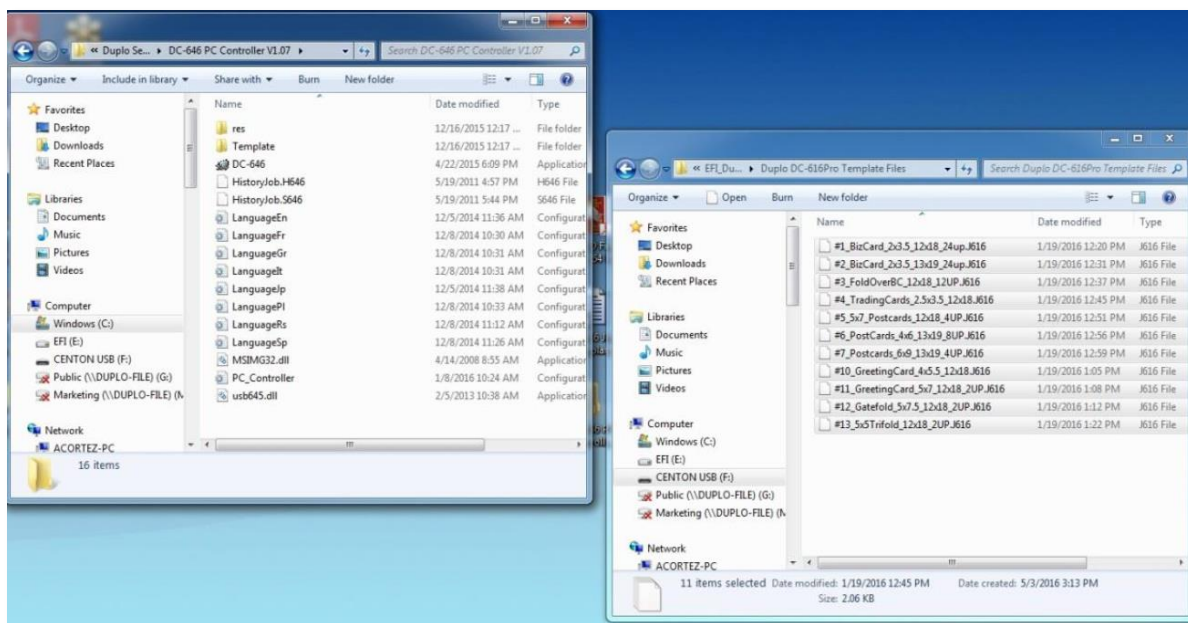 « Duplo Se... ▸ DC-646 PC Controller V1.07 ▸ Search DC-646 PC Controller V1.07
Organize Include in library Share with Burn New folder
Favorites
Desktop
Downloads
Recent Places
Libraries
Documents
Music
Pictures
Videos
Computer
Windows (C:)
EFI (E:)
CENTON USB (F:)
Public (\\DUPLO-FILE) (G:)
Marketing (\\DUPLO-FILE) (M
Network
ACORTEZ-PC
Name Date modified Type
res 12/16/2015 12:17 ... File folder
Template 12/16/2015 12:17 ... File folder
DC-646 4/22/2015 6:09 PM Application
HistoryJob.H646 5/19/2011 4:57 PM H646 File
HistoryJob.S646 5/19/2011 5:44 PM S646 File
LanguageEn 12/5/2014 11:36 AM Configurat
LanguageFr 12/8/2014 10:30 AM Configurat
LanguageGr 12/8/2014 10:31 AM Configurat
LanguageIt 12/8/2014 10:31 AM Configurat
LanguageJp 12/5/2014 11:38 AM Configurat
LanguagePl 12/8/2014 10:33 AM Configurat
LanguageRs 12/8/2014 11:12 AM Configurat
LanguageSp 12/8/2014 11:26 AM Configurat
MSIMG32.dll 4/14/2008 8:55 AM Application
PC_Controller 1/8/2016 10:24 AM Configurat
usb645.dll 2/5/2013 10:38 AM Application
16 items
« EFI_Du... ▸ Duplo DC-616Pro Template Files Search Duplo DC-616Pro Template Files
Organize Open Burn New folder
Favorites
Desktop
Downloads
Recent Places
Libraries
Documents
Music
Pictures
Videos
Computer
Windows (C:)
EFI (E:)
CENTON USB (F:)
Public (\\DUPLO-FILE) (G:)
Marketing (\\DUPLO-FILE) (M
Network
ACORTEZ-PC
Name Date modified Type
#1_BizCard_2x3.5_12x18_24up.J616 1/19/2016 12:20 PM J616 File
#2_BizCard_2x3.5_13x19_24up.J616 1/19/2016 12:31 PM J616 File
#3_FoldOverBC_12x18_12UP.J616 1/19/2016 12:37 PM J616 File
#4_TradingCards_2.5x3.5_12x18.J616 1/19/2016 12:45 PM J616 File
#5_5x7_Postcards_12x18_4UP.J616 1/19/2016 12:51 PM J616 File
#6_PostCards_4x6_13x19_8UP.J616 1/19/2016 12:56 PM J616 File
#7_Postcards_6x9_13x19_4UP.J616 1/19/2016 12:59 PM J616 File
#10_GreetingCard_4x5.5_12x18.J616 1/19/2016 1:05 PM J616 File
#11_GreetingCard_5x7_12x18_2UP.J616 1/19/2016 1:08 PM J616 File
#12_Gatefold_5x7.5_12x18_2UP.J616 1/19/2016 1:12 PM J616 File
#13_5x5Trifold_12x18_2UP.J616 1/19/2016 1:22 PM J616 File
11 items selected Date modified: 1/19/2016 12:45 PM Date created: 5/3/2016 3:13 PM
Size: 2.06 KB